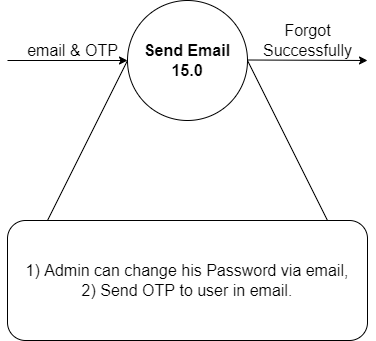 email & OTP
Send Email
15.0
Forgot
Successfully
1) Admin can change his Password via email,
2) Send OTP to user in email.